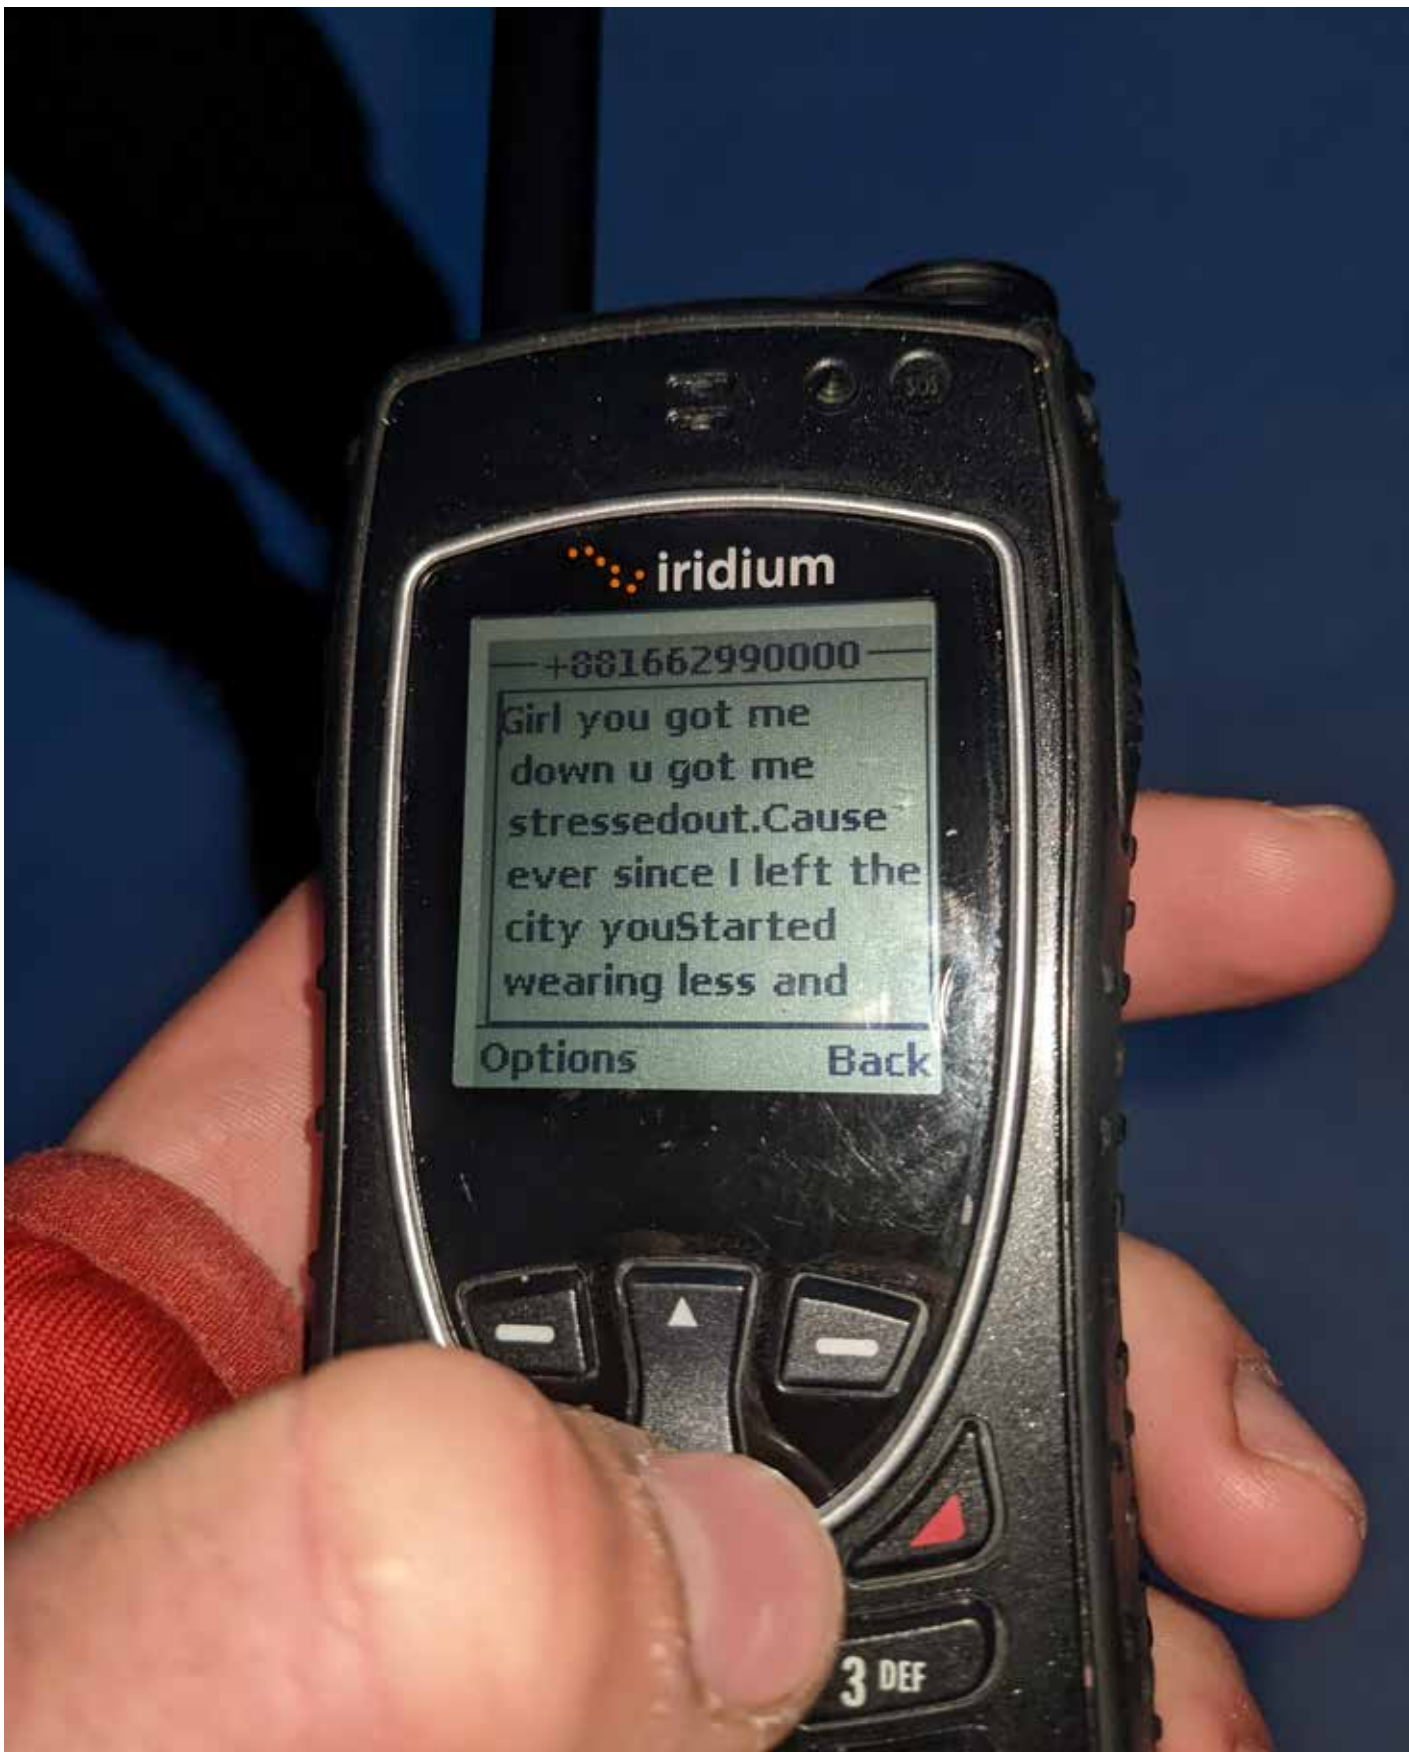 SOS
iridium
+881662990000
Girl you got me
down u got me
stressedout.Cause
ever since I left the
city youStarted
wearing less and
Options
Back
3 DEF